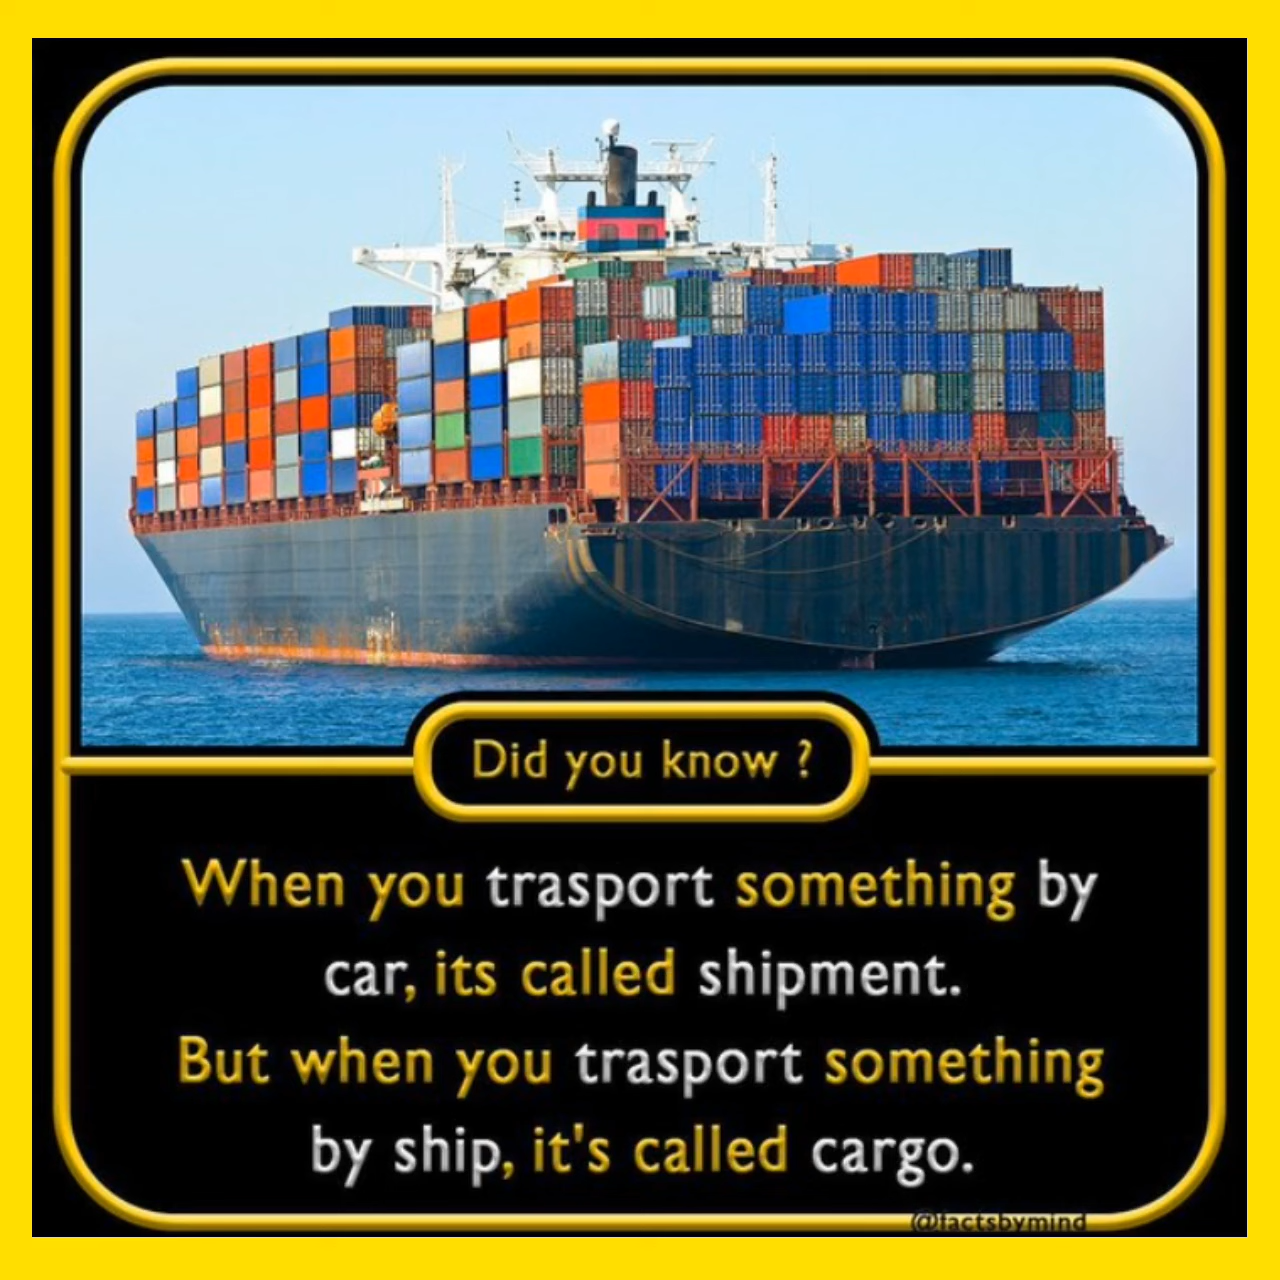 Did you know ?
When you trasport something by
car, its called shipment.
But when you trasport something
by ship, it's called cargo.
@factsbymind